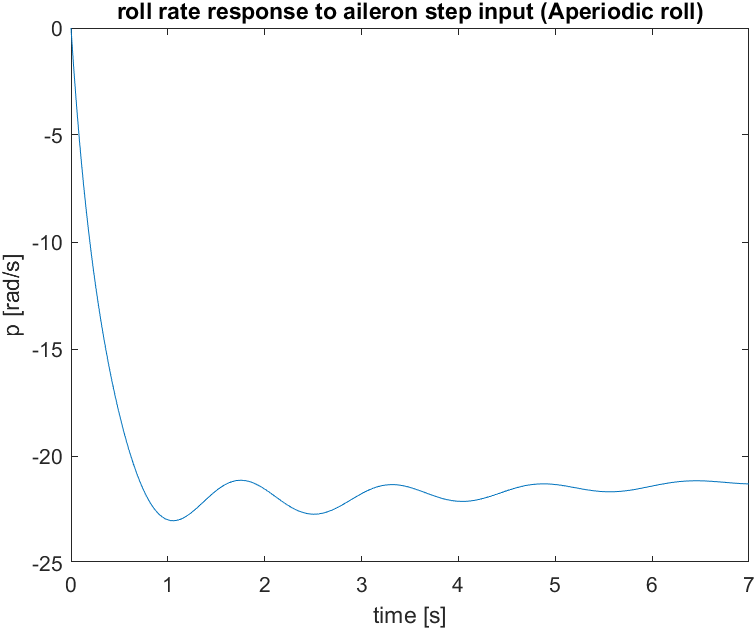 roll rate response to aileron step input (Aperiodic roll)
0
-5
-10
-15
-20
-25
p [rad/s]
0 1 2 3 4 5 6 7
time [s]